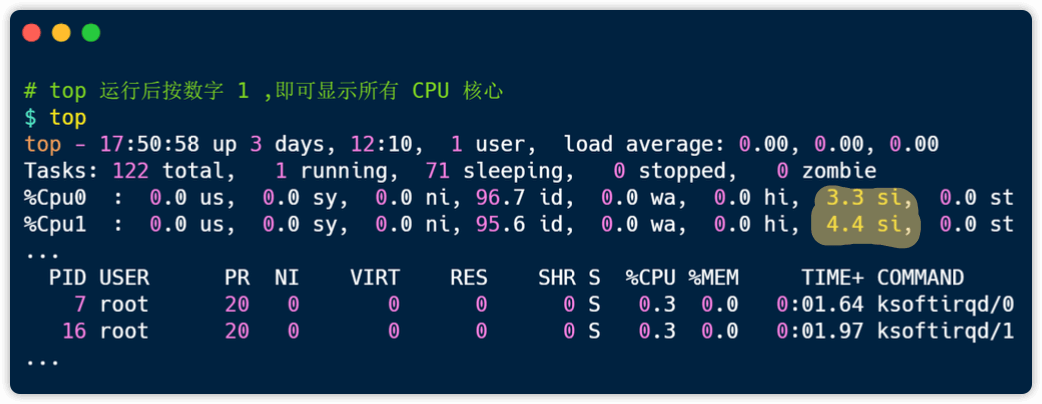 # top 运行后按数字 1 ,即可显示所有 CPU 核心
$ top
top - 17:50:58 up 3 days, 12:10,  1 user,  load average: 0.00, 0.00, 0.00
Tasks: 122 total,   1 running,  71 sleeping,   0 stopped,   0 zombie
%Cpu0  :  0.0 us,  0.0 sy,  0.0 ni, 96.7 id,  0.0 wa,  0.0 hi,  3.3 si,  0.0 st
%Cpu1  :  0.0 us,  0.0 sy,  0.0 ni, 95.6 id,  0.0 wa,  0.0 hi,  4.4 si,  0.0 st
...
  PID USER      PR  NI    VIRT    RES    SHR S  %CPU %MEM     TIME+ COMMAND
    7 root      20   0       0      0      0 S   0.3  0.0   0:01.64 ksoftirqd/0
   16 root      20   0       0      0      0 S   0.3  0.0   0:01.97 ksoftirqd/1
...